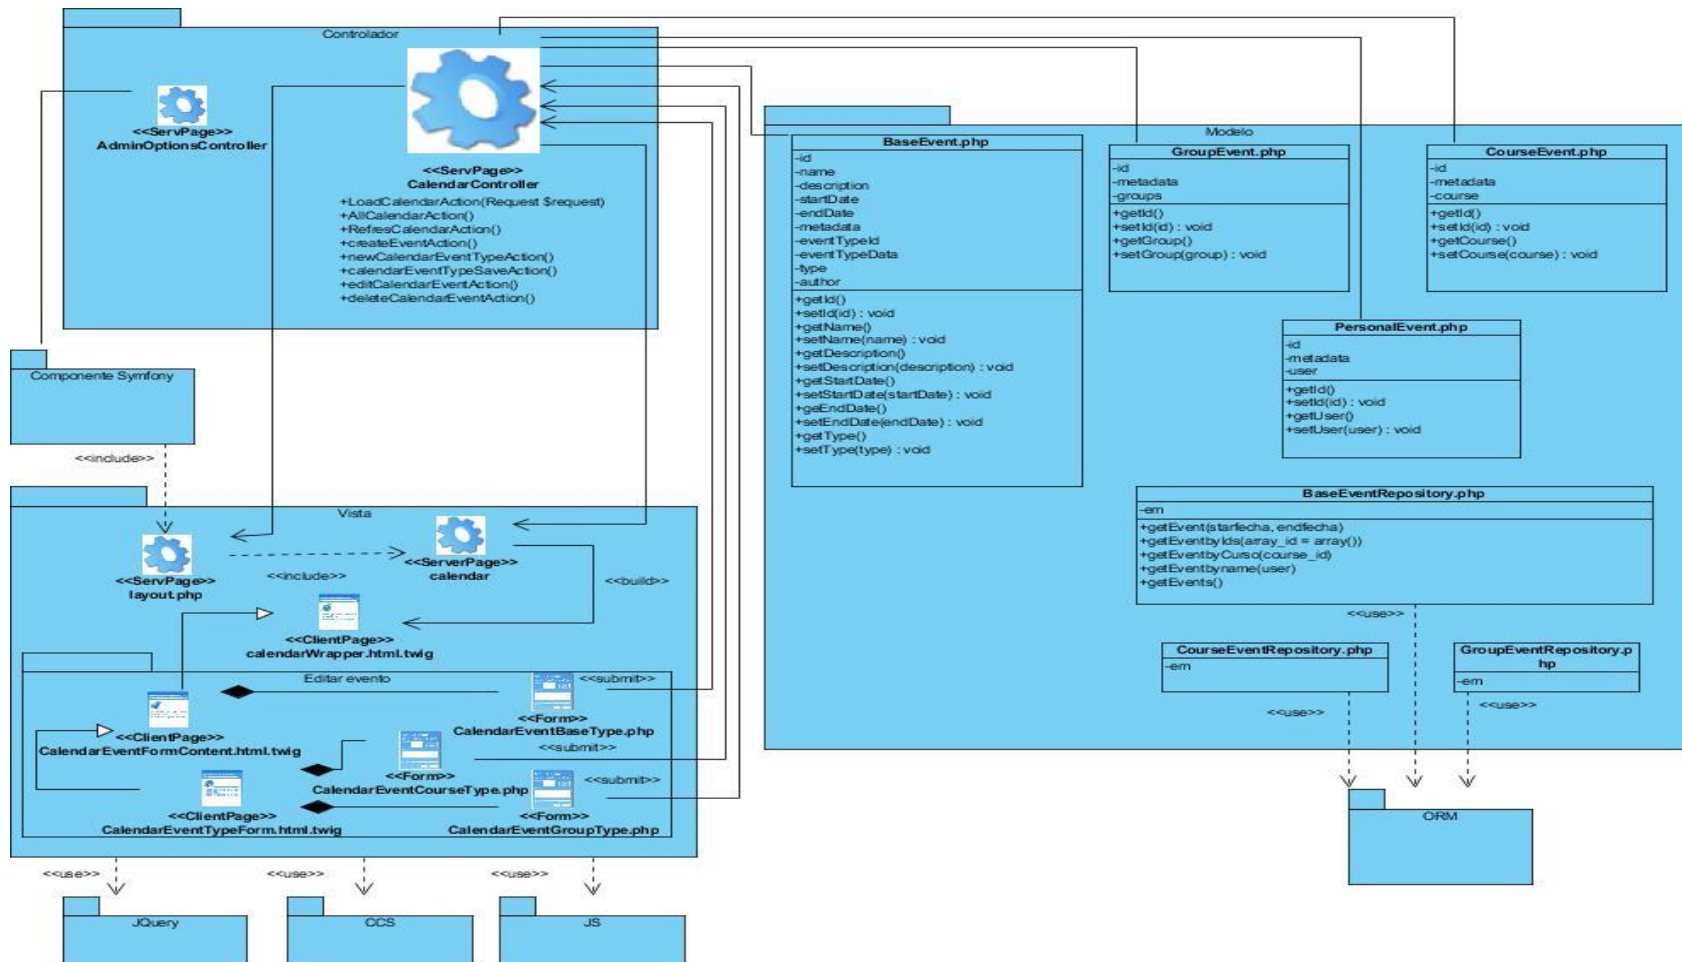 Controlador
<<ServPage>>
AdminOptionsController
<<ServPage>>
CalendarController
+LoadCalendarAction(Request $request)
+AllCalendarAction()
+RefresCalendarAction()
+createEventAction()
+newCalendarEventTypeAction()
+calendarEventTypeSaveAction()
+editCalendarEventAction()
+deleteCalendarEventAction()
Componente Symfony
<<include>>
Vista
<<ServPage>>
layout.php
<<include>>
<<ServerPage>>
calendar
<<build>>
<<ClientPage>>
calendarWrapper.html.twig
Editar evento
<<ClientPage>>
CalendarEventFormContent.html.twig
<<submit>>
<<Form>>
CalendarEventBaseType.php
<<submit>>
<<Form>>
CalendarEventCourseType.php
<<submit>>
<<ClientPage>>
CalendarEventTypeForm.html.twig
<<Form>>
CalendarEventGroupType.php
<<use>>
<<use>>
<<use>>
JQuery
CCS
JS
Modelo
BaseEvent.php
-id
-name
-description
-startDate
-endDate
-metadata
-eventTypeId
-eventTypeData
-type
-author
+getId()
+setId(id) : void
+getName()
+setName(name) : void
+getDescription()
+setDescription(description) : void
+getStartDate()
+setStartDate(startDate) : void
+geEndDate()
+setEndDate(endDate) : void
+getType()
+setType(type) : void
GroupEvent.php
-id
-metadata
-groups
+getId()
+setId(id) : void
+getGroup()
+setGroup(group) : void
CourseEvent.php
-id
-metadata
-course
+getId()
+setId(id) : void
+getCourse()
+setCourse(course) : void
PersonalEvent.php
-id
-metadata
-user
+getId()
+setId(id) : void
+getUser()
+setUser(user) : void
BaseEventRepository.php
-em
+getEvent(starfecha, endfecha)
+getEventbyIds(array_id = array())
+getEventbyCurso(course_id)
+getEventbyname(user)
+getEvents()
<<use>>
CourseEventRepository.php
-em
GroupEventRepository.p
hp
-em
<<use>>
<<use>>
ORM